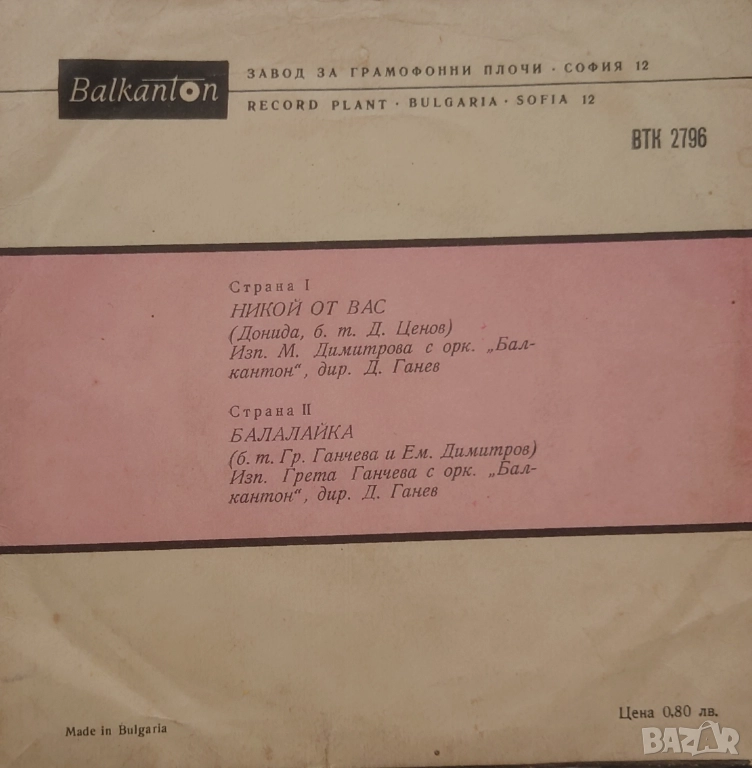 Balkanton
ЗАВОД ЗА ГРАМОФОННИ ПЛОЧИ · СОФИЯ 12
RECORD PLANT · BULGARIA · SOFIA 12
ВТК 2796
Страна I
НИКОЙ ОТ ВАС
(Донида, б. т. Д. Ценов)
Изп. М. Димитрова с орк. „Бал-
кантон“, дир. Д. Ганев
Страна II
БАЛАЛАЙКА
(б. т. Гр. Ганчева и Ем. Димитров)
Изп. Грета Ганчева с орк. „Бал-
кантон“, дир. Д. Ганев
Цена 0,80 лв.
Made in Bulgaria
BAZAR